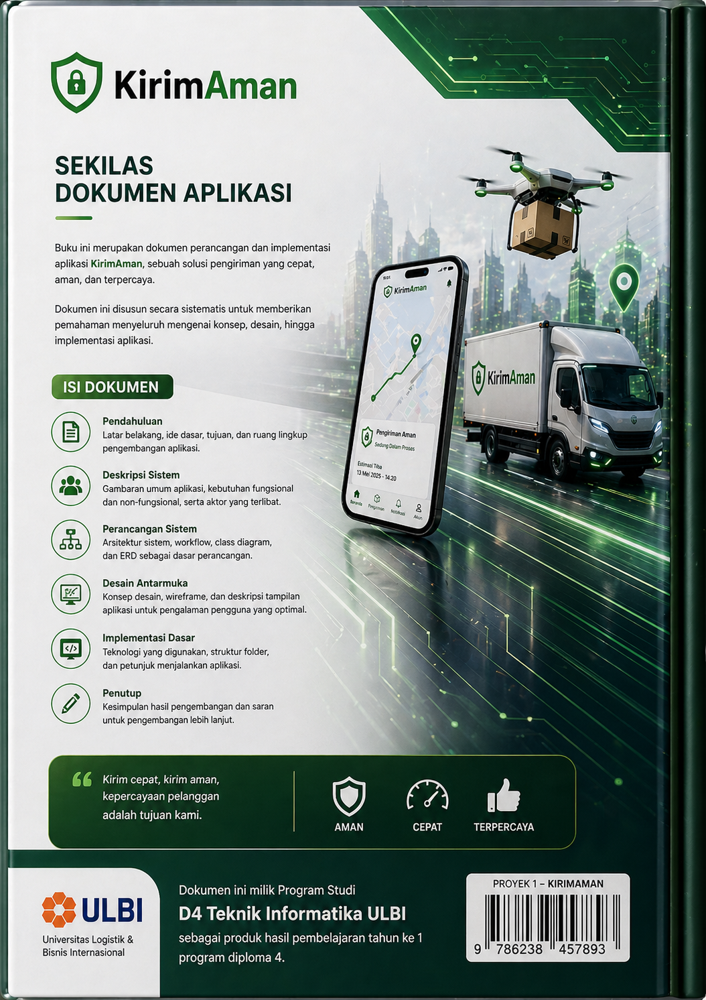 KirimAman
SEKILAS
DOKUMEN APLIKASI
Buku ini merupakan dokumen perancangan dan implementasi
aplikasi KirimAman, sebuah solusi pengiriman yang cepat,
aman, dan terpercaya.
Dokumen ini disusun secara sistematis untuk memberikan
pemahaman menyeluruh mengenai konsep, desain, hingga
implementasi aplikasi.
ISI DOKUMEN
Pendahuluan
Latar belakang, ide dasar, tujuan, dan ruang lingkup
pengembangan aplikasi.
Deskripsi Sistem
Gambaran umum aplikasi, kebutuhan fungsional
dan non-fungsional, serta aktor yang terlibat.
Perancangan Sistem
Arsitektur sistem, workflow, class diagram,
dan ERD sebagai dasar perancangan.
Desain Antarmuka
Konsep desain, wireframe, dan deskripsi tampilan
aplikasi untuk pengalaman pengguna yang optimal.
Implementasi Dasar
Teknologi yang digunakan, struktur folder,
dan petunjuk menjalankan aplikasi.
Penutup
Kesimpulan hasil pengembangan dan saran
untuk pengembangan lebih lanjut.
KirimAman
Pengiriman Aman
Sedang Dalam Proses
Estimasi Tiba
13 Mei 2025 - 14.20
Beranda
Akun
KirimAman
“ Kirim cepat, kirim aman,
kepercayaan pelanggan
adalah tujuan kami.
AMAN
CEPAT
TERPERCAYA
ULBI
Universitas Logistik &
Bisnis Internasional
Dokumen ini milik Program Studi
D4 Teknik Informatika ULBI
sebagai produk hasil pembelajaran tahun ke 1
program diploma 4.
PROYEK 1 – KIRIMAMAN
9 786238 457893